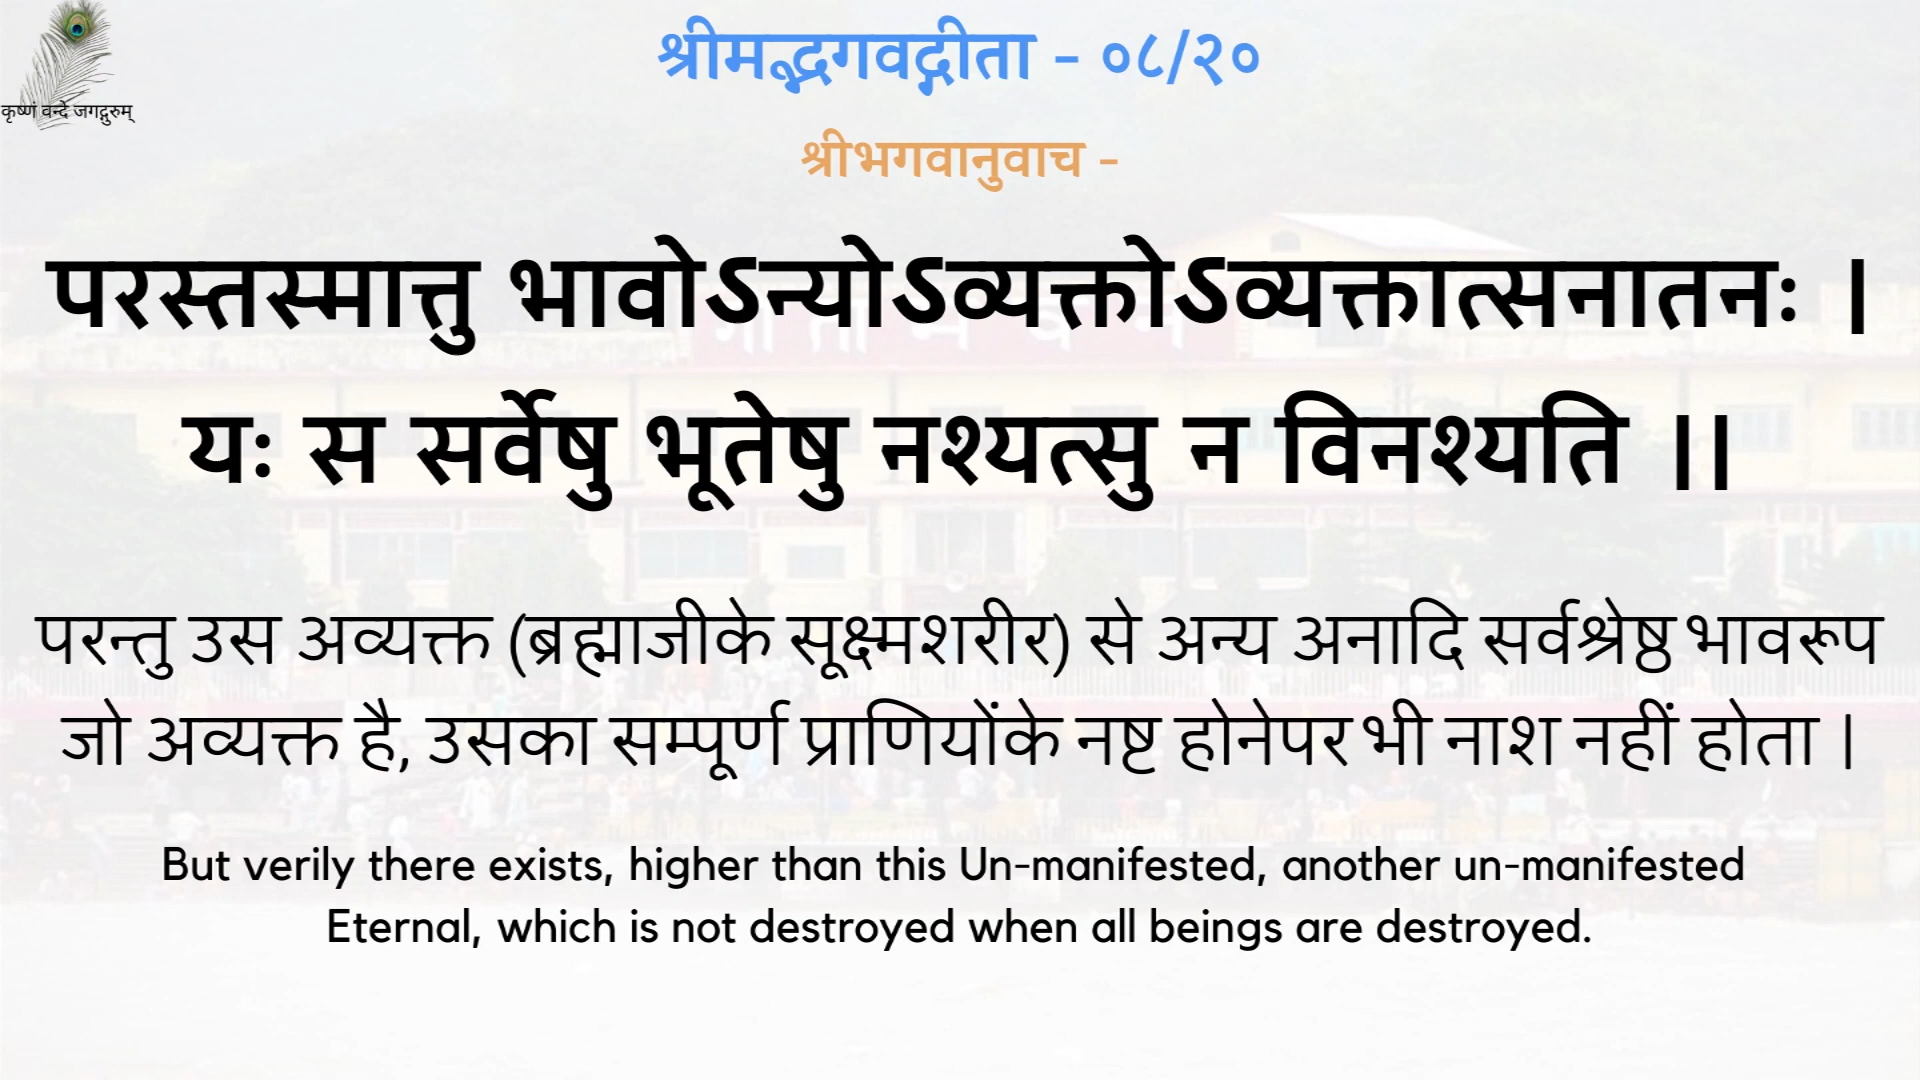 श्रीमद्भगवद्गीता - ०८/२०
कृष्णं वन्दे जगद्गुरुम्
श्रीभगवानुवाच -
परस्तस्मात्तु भावोऽन्योऽव्यक्तोऽव्यक्तात्सनातनः ।
यः स सर्वेषु भूतेषु नश्यत्सु न विनश्यति ।।
परन्तु उस अव्यक्त (ब्रह्माजीके सूक्ष्मशरीर) से अन्य अनादि सर्वश्रेष्ठ भावरूप
जो अव्यक्त है, उसका सम्पूर्ण प्राणियोंके नष्ट होनेपर भी नाश नहीं होता ।
But verily there exists, higher than this Un-manifested, another un-manifested
Eternal, which is not destroyed when all beings are destroyed.